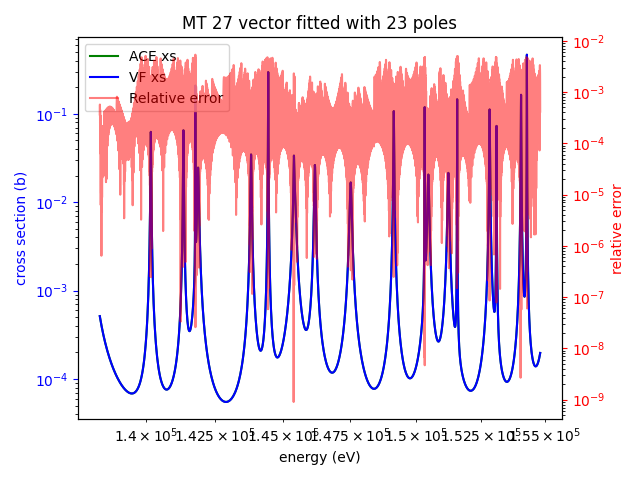 MT 27 vector fitted with 23 poles
ACE xs
VF xs
Relative error
cross section (b)
10⁻¹
10⁻²
10⁻³
10⁻⁴
10⁻²
10⁻³
10⁻⁴
10⁻⁵
10⁻⁶
10⁻⁷
10⁻⁸
10⁻⁹
relative error
1.4 × 10⁵ 1.425 × 10⁵ 1.45 × 10⁵ 1.475 × 10⁵ 1.5 × 10⁵ 1.525 × 10⁵ 1.55 × 10⁵
energy (eV)